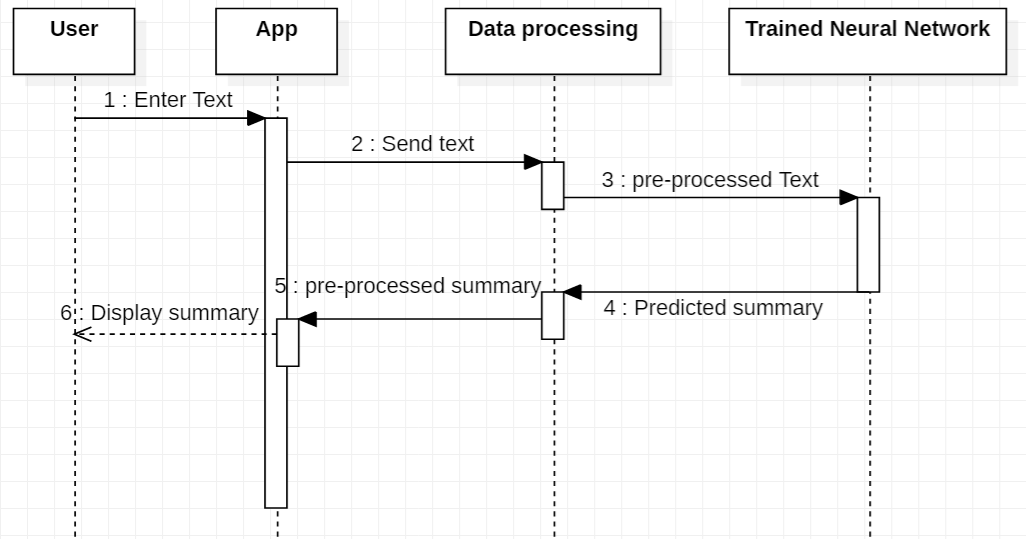 User
App
Data processing
Trained Neural Network
1 : Enter Text
2 : Send text
3 : pre-processed Text
5 : pre-processed summary
4 : Predicted summary
6 : Display summary